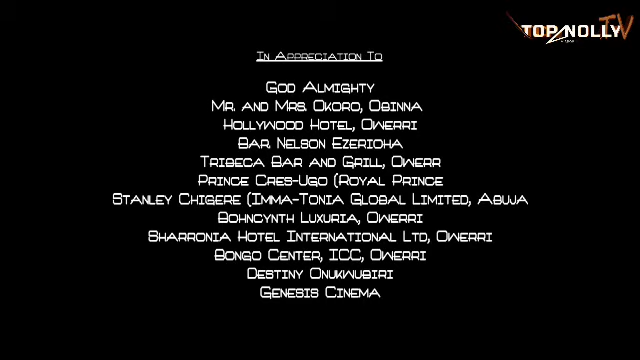 TOP NOLLY TV
In Appreciation To
God Almighty
Mr. and Mrs. Okoro, Obinna
Hollywood Hotel, Owerri
Bar. Nelson Ezerioha
Tribeca Bar and Grill, Owerr
Prince Cres-Ugo (Royal Prince
Stanley Chigere (Imma-Tonia Global Limited, Abuja
Bohncynth Luxuria, Owerri
Sharronia Hotel International Ltd, Owerri
Bongo Center, ICC, Owerri
Destiny Onukwubiri
Genesis Cinema